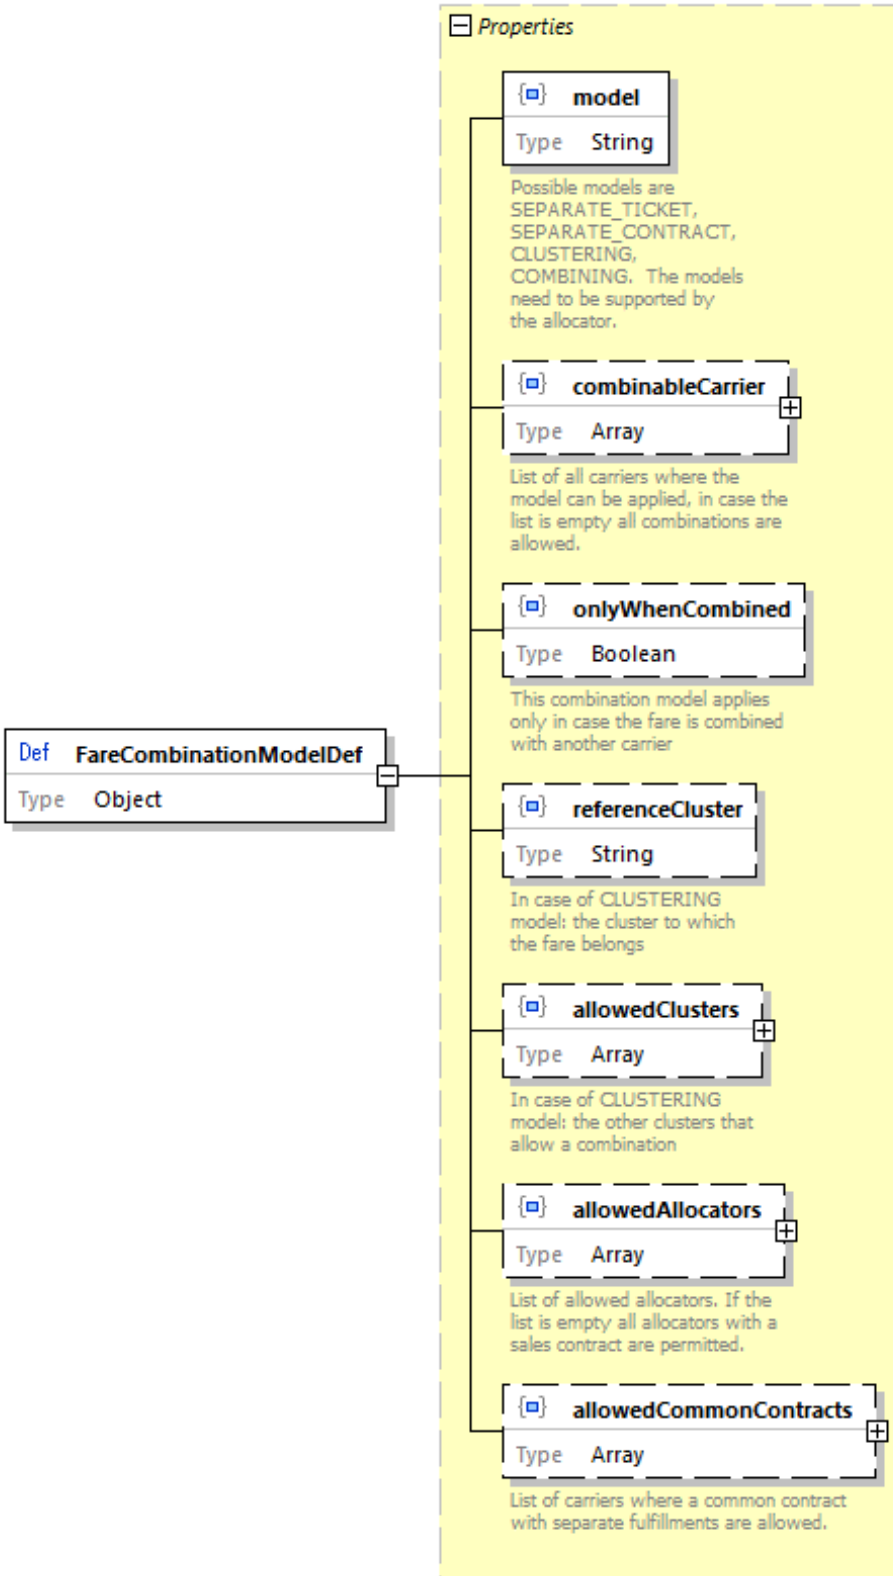 Properties
model
Type String
Possible models are
SEPARATE_TICKET,
SEPARATE_CONTRACT,
CLUSTERING,
COMBINING. The models
need to be supported by
the allocator.
combinableCarrier
Type Array
List of all carriers where the
model can be applied, in case the
list is empty all combinations are
allowed.
onlyWhenCombined
Type Boolean
This combination model applies
only in case the fare is combined
with another carrier
Def FareCombinationModelDef
Type Object
referenceCluster
Type String
In case of CLUSTERING
model: the cluster to which
the fare belongs
allowedClusters
Type Array
In case of CLUSTERING
model: the other clusters that
allow a combination
allowedAllocators
Type Array
List of allowed allocators. If the
list is empty all allocators with a
sales contract are permitted.
allowedCommonContracts
Type Array
List of carriers where a common contract
with separate fulfillments are allowed.